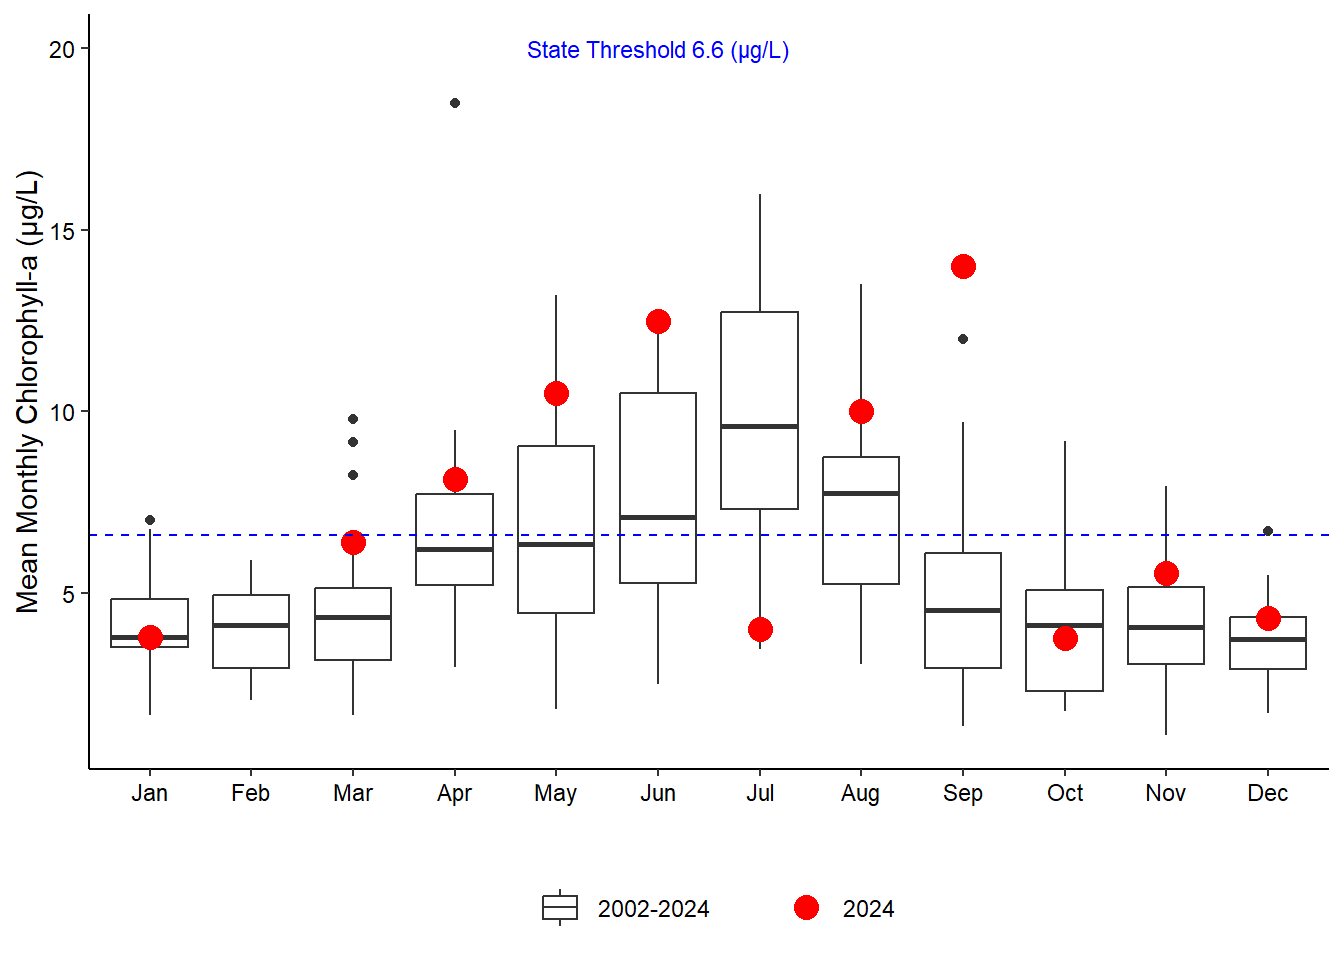 State Threshold 6.6 (µg/L)
Mean Monthly Chlorophyll-a (µg/L)
20
15
10
5
Jan Feb Mar Apr May Jun Jul Aug Sep Oct Nov Dec
2002-2024 2024